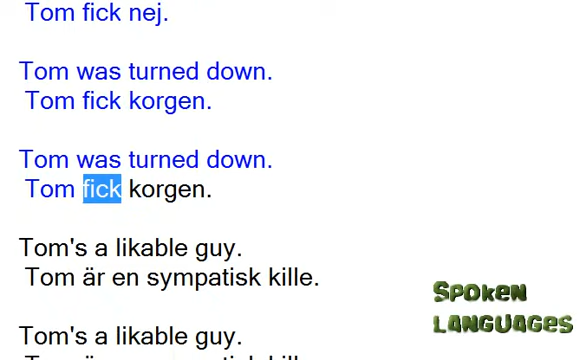 Tom fick nej.
Tom was turned down.
Tom fick korgen.
Tom was turned down.
Tom fick korgen.
Tom's a likable guy.
Tom är en sympatisk kille.
Tom's a likable guy.
SPOKEN
LANGUAGES